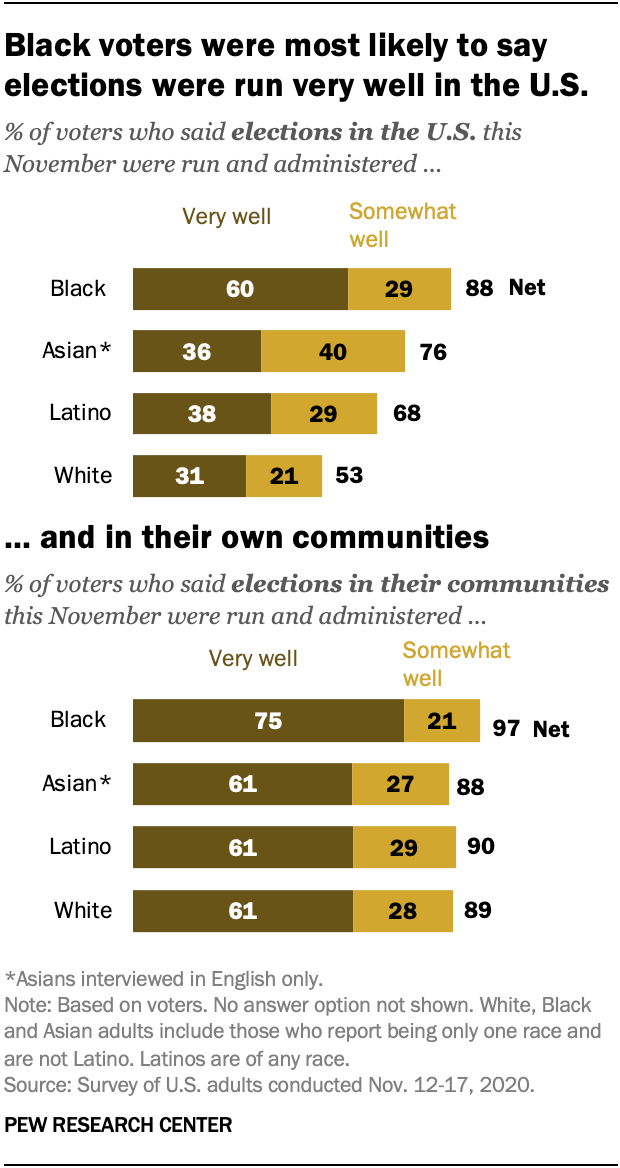 Black voters were most likely to say
elections were run very well in the U.S.
% of voters who said elections in the U.S. this
November were run and administered ...
Very well
Somewhat
well
Black 60 29 88 Net
Asian* 36 40 76
Latino 38 29 68
White 31 21 53
... and in their own communities
% of voters who said elections in their communities
this November were run and administered ...
Very well
Somewhat
well
Black 75 21 97 Net
Asian* 61 27 88
Latino 61 29 90
White 61 28 89
*Asians interviewed in English only.
Note: Based on voters. No answer option not shown. White, Black
and Asian adults include those who report being only one race and
are not Latino. Latinos are of any race.
Source: Survey of U.S. adults conducted Nov. 12-17, 2020.
PEW RESEARCH CENTER